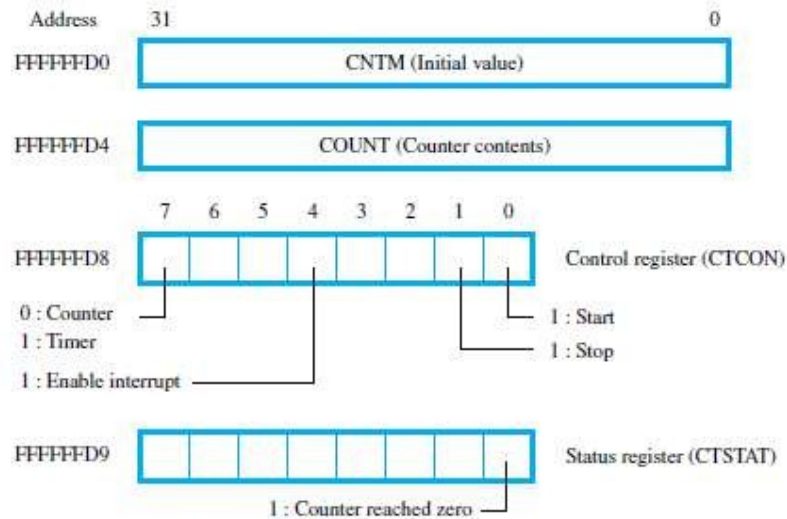 Address 31 0
FFFFFFD0 CNTM (Initial value)
FFFFFFD4 COUNT (Counter contents)
7 6 5 4 3 2 1 0
FFFFFFD8 Control register (CTCON)
0 : Counter
1 : Timer
1 : Enable interrupt
1 : Start
1 : Stop
FFFFFFD9 Status register (CTSTAT)
1 : Counter reached zero